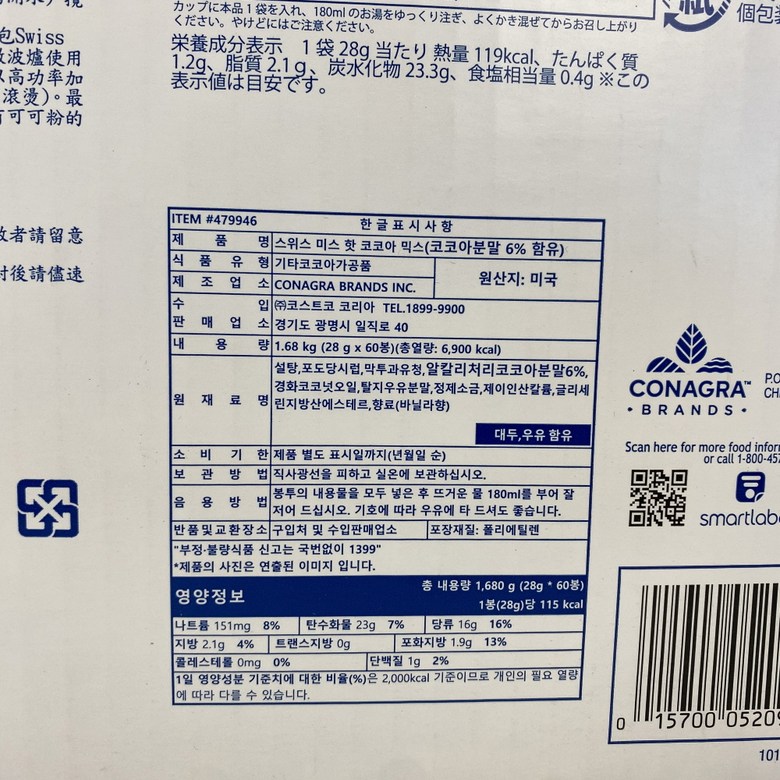 カップに本品1袋を入れ、180mlのお湯をゆっくり注ぎ、よくかき混ぜてからお召し上がり
ください。やけどにはご注意ください。
栄養成分表示 1袋28g当たり 熱量119kcal、たんぱく質
1.2g、脂質2.1g、炭水化物23.3g、食塩相当量0.4g ※この
表示値は目安です。
紙
個包装
包Swiss
波爐使用
高功率加
滾燙)。最
可可粉的
者請留意
後請儘速
ITEM #479946 한글표시사항
제품명 스위스 미스 핫 코코아 믹스(코코아분말 6% 함유)
식품유형 기타코코아가공품
제조업소 CONAGRA BRANDS INC.
원산지: 미국
수입 ㈜코스트코 코리아 TEL.1899-9900
판매업소 경기도 광명시 일직로 40
내용량 1.68 kg (28 g x 60봉)(총열량: 6,900 kcal)
원재료명 설탕,포도당시럽,막투과유청,알칼리처리코코아분말6%,
경화코코넛오일,탈지우유분말,정제소금,제이인산칼륨,글리세
린지방산에스테르,향료(바닐라향)
대두,우유 함유
소비기한 제품 별도 표시일까지(년월일 순)
보관방법 직사광선을 피하고 실온에 보관하십시오.
음용방법 봉투의 내용물을 모두 넣은 후 뜨거운 물 180ml를 부어 잘
저어 드십시오. 기호에 따라 우유에 타 드셔도 좋습니다.
반품및교환장소 구입처 및 수입판매업소 포장재질: 폴리에틸렌
"부정·불량식품 신고는 국번없이 1399"
*제품의 사진은 연출된 이미지 입니다.
영양정보 총 내용량 1,680 g (28g * 60봉)
1봉(28g)당 115 kcal
나트륨 151mg 8% 탄수화물 23g 7% 당류 16g 16%
지방 2.1g 4% 트랜스지방 0g 포화지방 1.9g 13%
콜레스테롤 0mg 0% 단백질 1g 2%
1일 영양성분 기준치에 대한 비율(%)은 2,000kcal 기준이므로 개인의 필요 열량
에 따라 다를 수 있습니다.
CONAGRA™
• BRANDS •
P.O
CH
Scan here for more food infor
or call 1-800-457
smartlabe
0 15700 05209
101